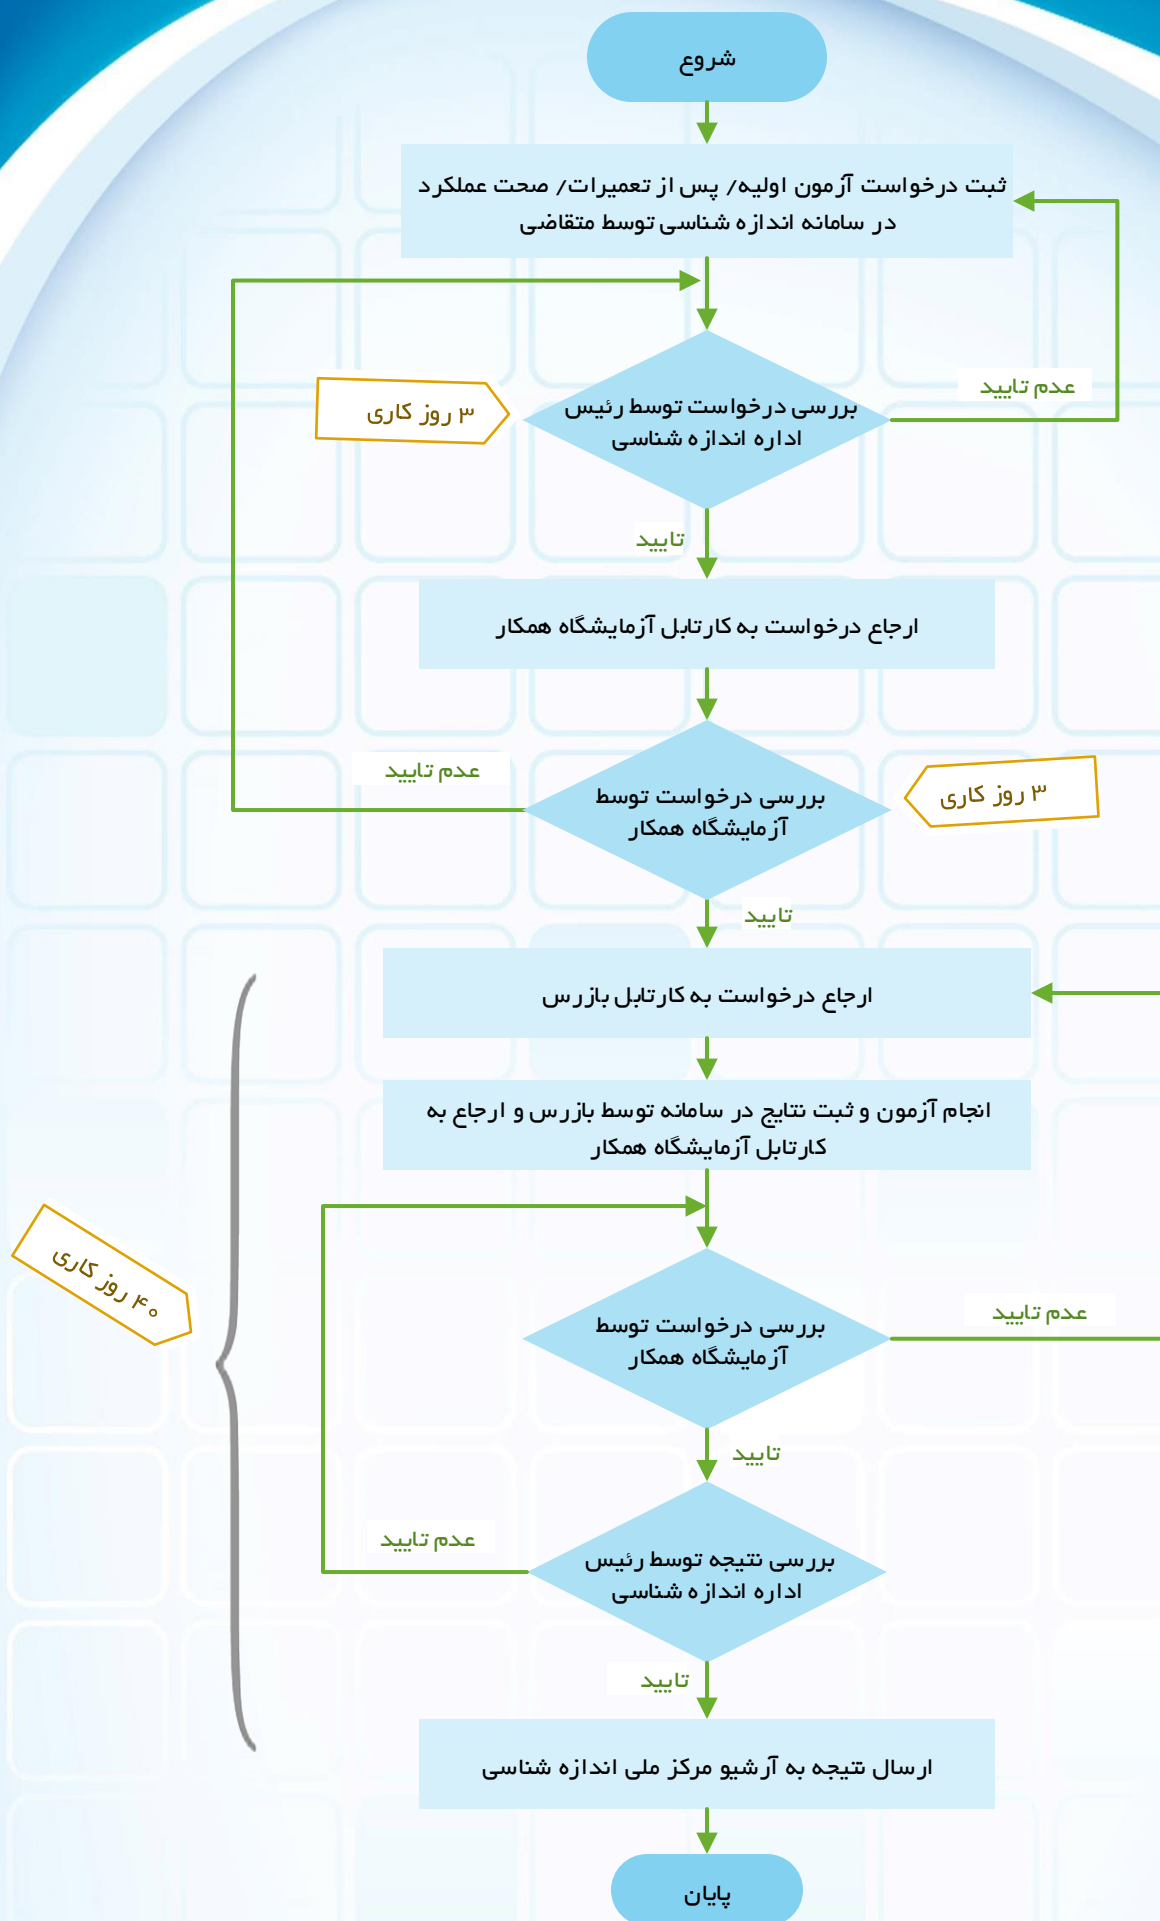 شروع
ثبت درخواست آزمون اولیه/ پس از تعمیرات/ صحت عملکرد
در سامانه اندازه شناسی توسط متقاضی
عدم تایید
۳ روز کاری
بررسی درخواست توسط رئیس
اداره اندازه شناسی
تایید
ارجاع درخواست به کارتابل آزمایشگاه همکار
عدم تایید
۳ روز کاری
بررسی درخواست توسط
آزمایشگاه همکار
تایید
ارجاع درخواست به کارتابل بازرس
انجام آزمون و ثبت نتایج در سامانه توسط بازرس و ارجاع به
کارتابل آزمایشگاه همکار
۴۰ روز کاری
عدم تایید
بررسی درخواست توسط
آزمایشگاه همکار
تایید
عدم تایید
بررسی نتیجه توسط رئیس
اداره اندازه شناسی
تایید
ارسال نتیجه به آرشیو مرکز ملی اندازه شناسی
پایان